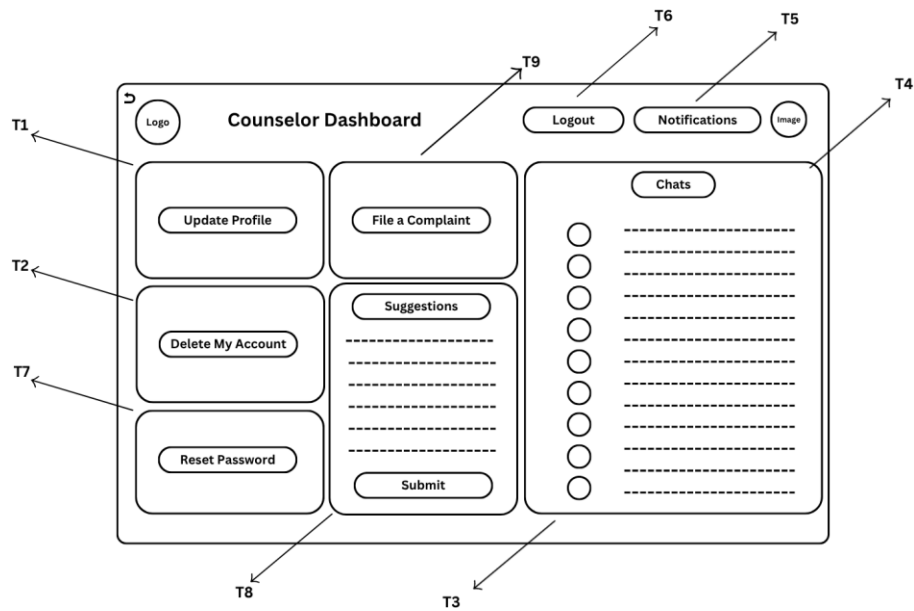 T6
T5
T9
T4
T1
Logo
Counselor Dashboard
Logout
Notifications
Image
Chats
Update Profile
File a Complaint
T2
Suggestions
Delete My Account
T7
Reset Password
Submit
T8
T3